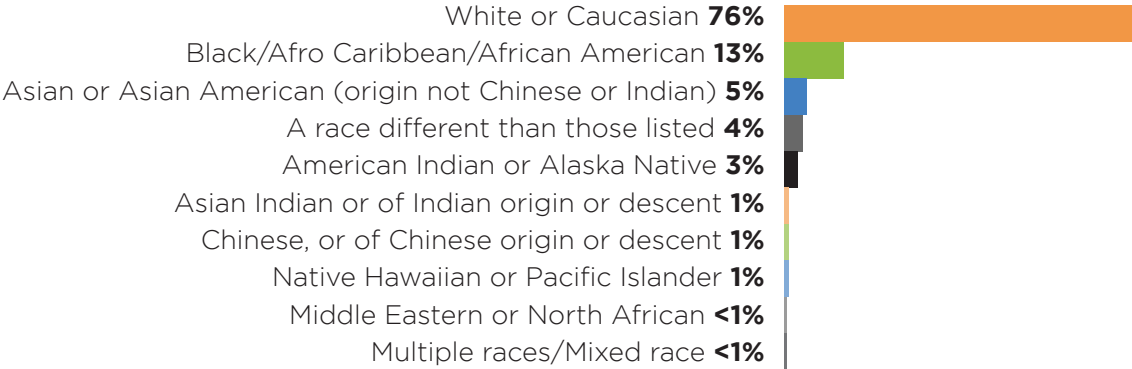 White or Caucasian 76%
Black/Afro Caribbean/African American 13%
Asian or Asian American (origin not Chinese or Indian) 5%
A race different than those listed 4%
American Indian or Alaska Native 3%
Asian Indian or of Indian origin or descent 1%
Chinese, or of Chinese origin or descent 1%
Native Hawaiian or Pacific Islander 1%
Middle Eastern or North African <1%
Multiple races/Mixed race <1%